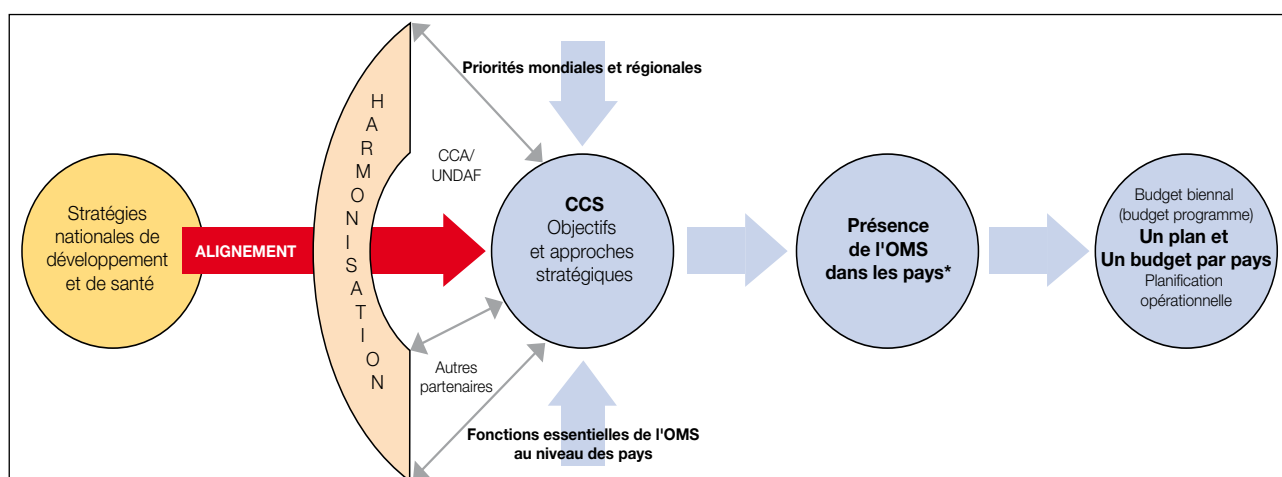 Stratégies
nationales de
développement
et de santé
ALIGNEMENT
HARMONISATION
Priorités mondiales et régionales
CCA/
UNDAF
CCS
Objectifs
et approches
stratégiques
Autres
partenaires
Fonctions essentielles de l'OMS
au niveau des pays
Présence
de l'OMS
dans les pays*
Budget biennal
(budget programme)
Un plan et
Un budget par pays
Planification
opérationnelle